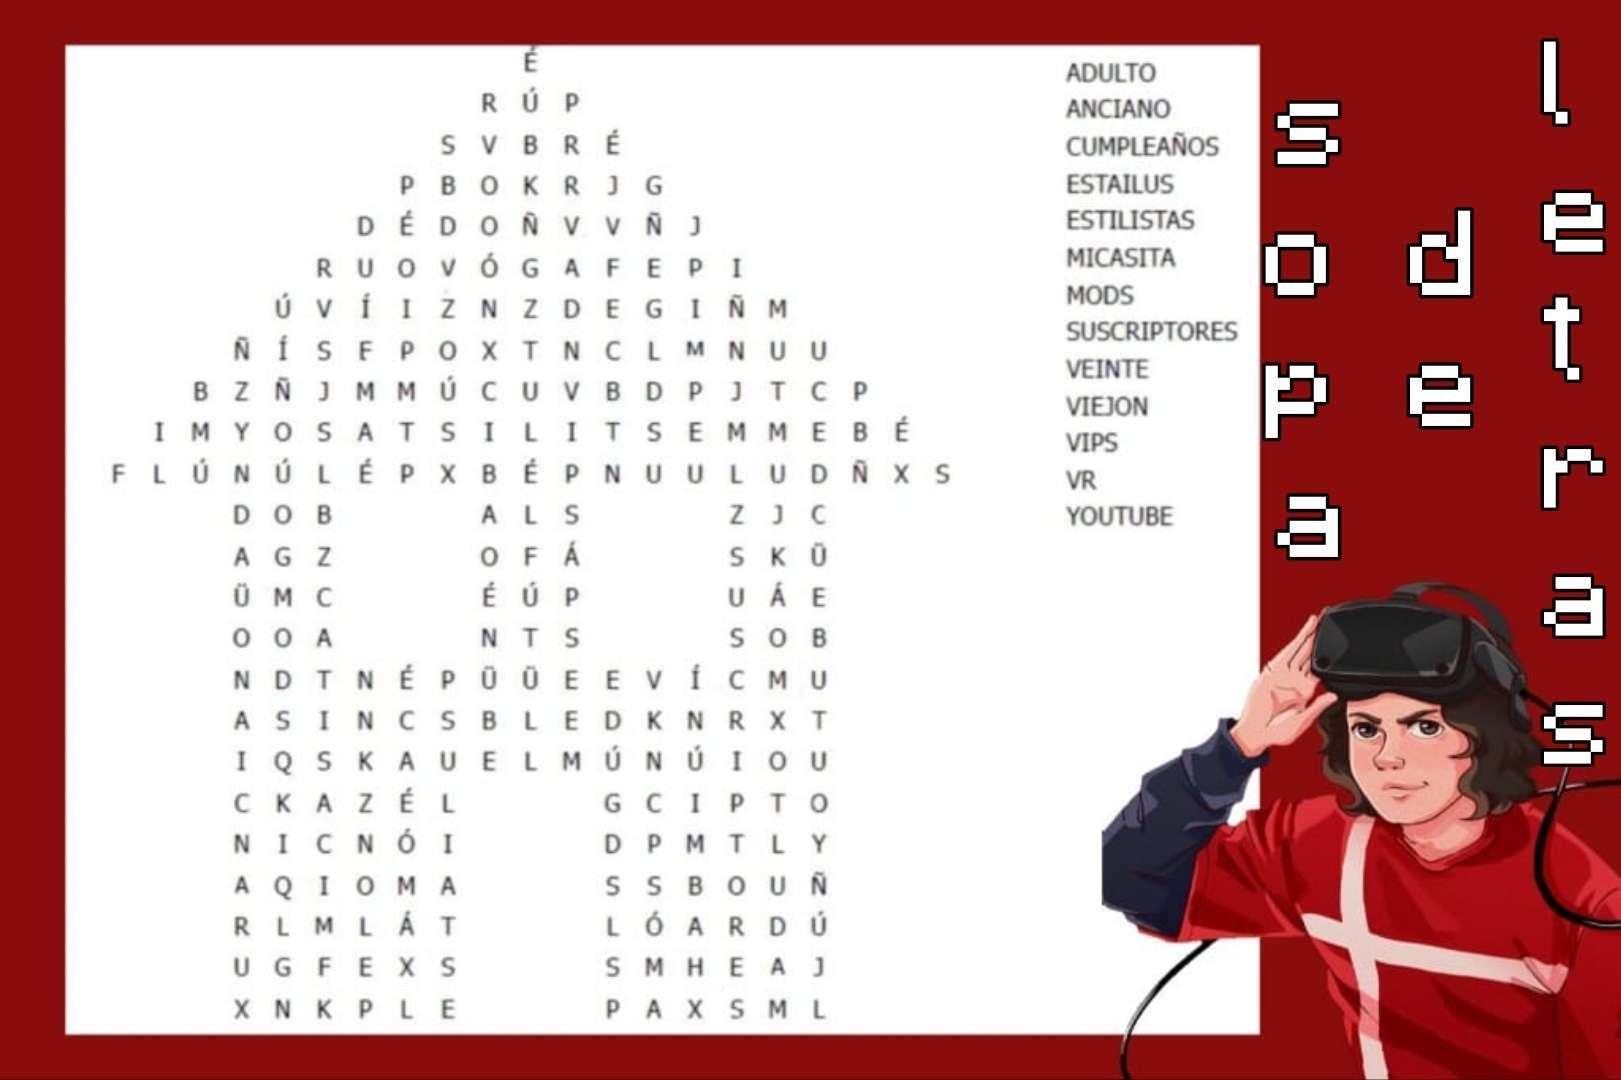 É
R Ú P
S V B R É
P B O K R J G
D É D O Ñ V V Ñ J
R U O V Ó G A F E P I
Ú V Í I Z N Z D E G I Ñ M
Ñ Í S F P O X T N C L M N U U
B Z Ñ J M M Ú C U V B D P J T C P
I M Y O S A T S I L I T S E M M E B É
F L Ú N Ú L É P X B É P N U U L U D Ñ X S
D O B A L S Z J C
A G Z O F Á S K Ü
Ü M C É Ú P U Á E
O O A N T S S O B
N D T N É P Ü Ü E E V Í C M U
A S I N C S B L E D K N R X T
I Q S K A U E L M Ú N Ú I O U
C K A Z É L G C I P T O
N I C N Ó I D P M T L Y
A Q I O M A S S B O U Ñ
R L M L Á T L Ó A R D Ú
U G F E X S S M H E A J
X N K P L E P A X S M L
ADULTO
ANCIANO
CUMPLEAÑOS
ESTAILUS
ESTILISTAS
MICASITA
MODS
SUSCRIPTORES
VEINTE
VIEJON
VIPS
VR
YOUTUBE
sopa
de
letras